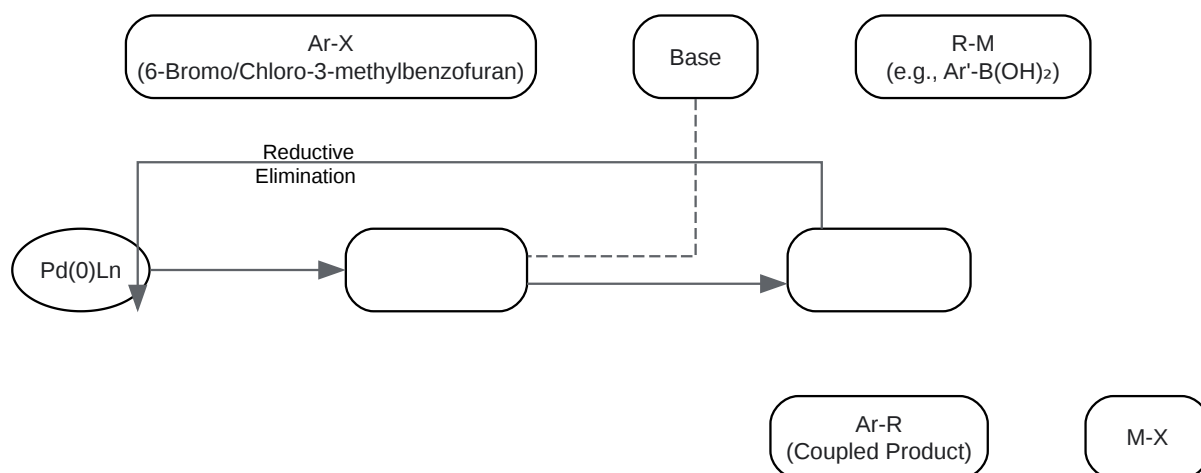 Ar-X
(6-Bromo/Chloro-3-methylbenzofuran)
Base
R-M
(e.g., Ar'-B(OH)₂)
Reductive
Elimination
Pd(0)Ln
Ar-R
(Coupled Product)
M-X